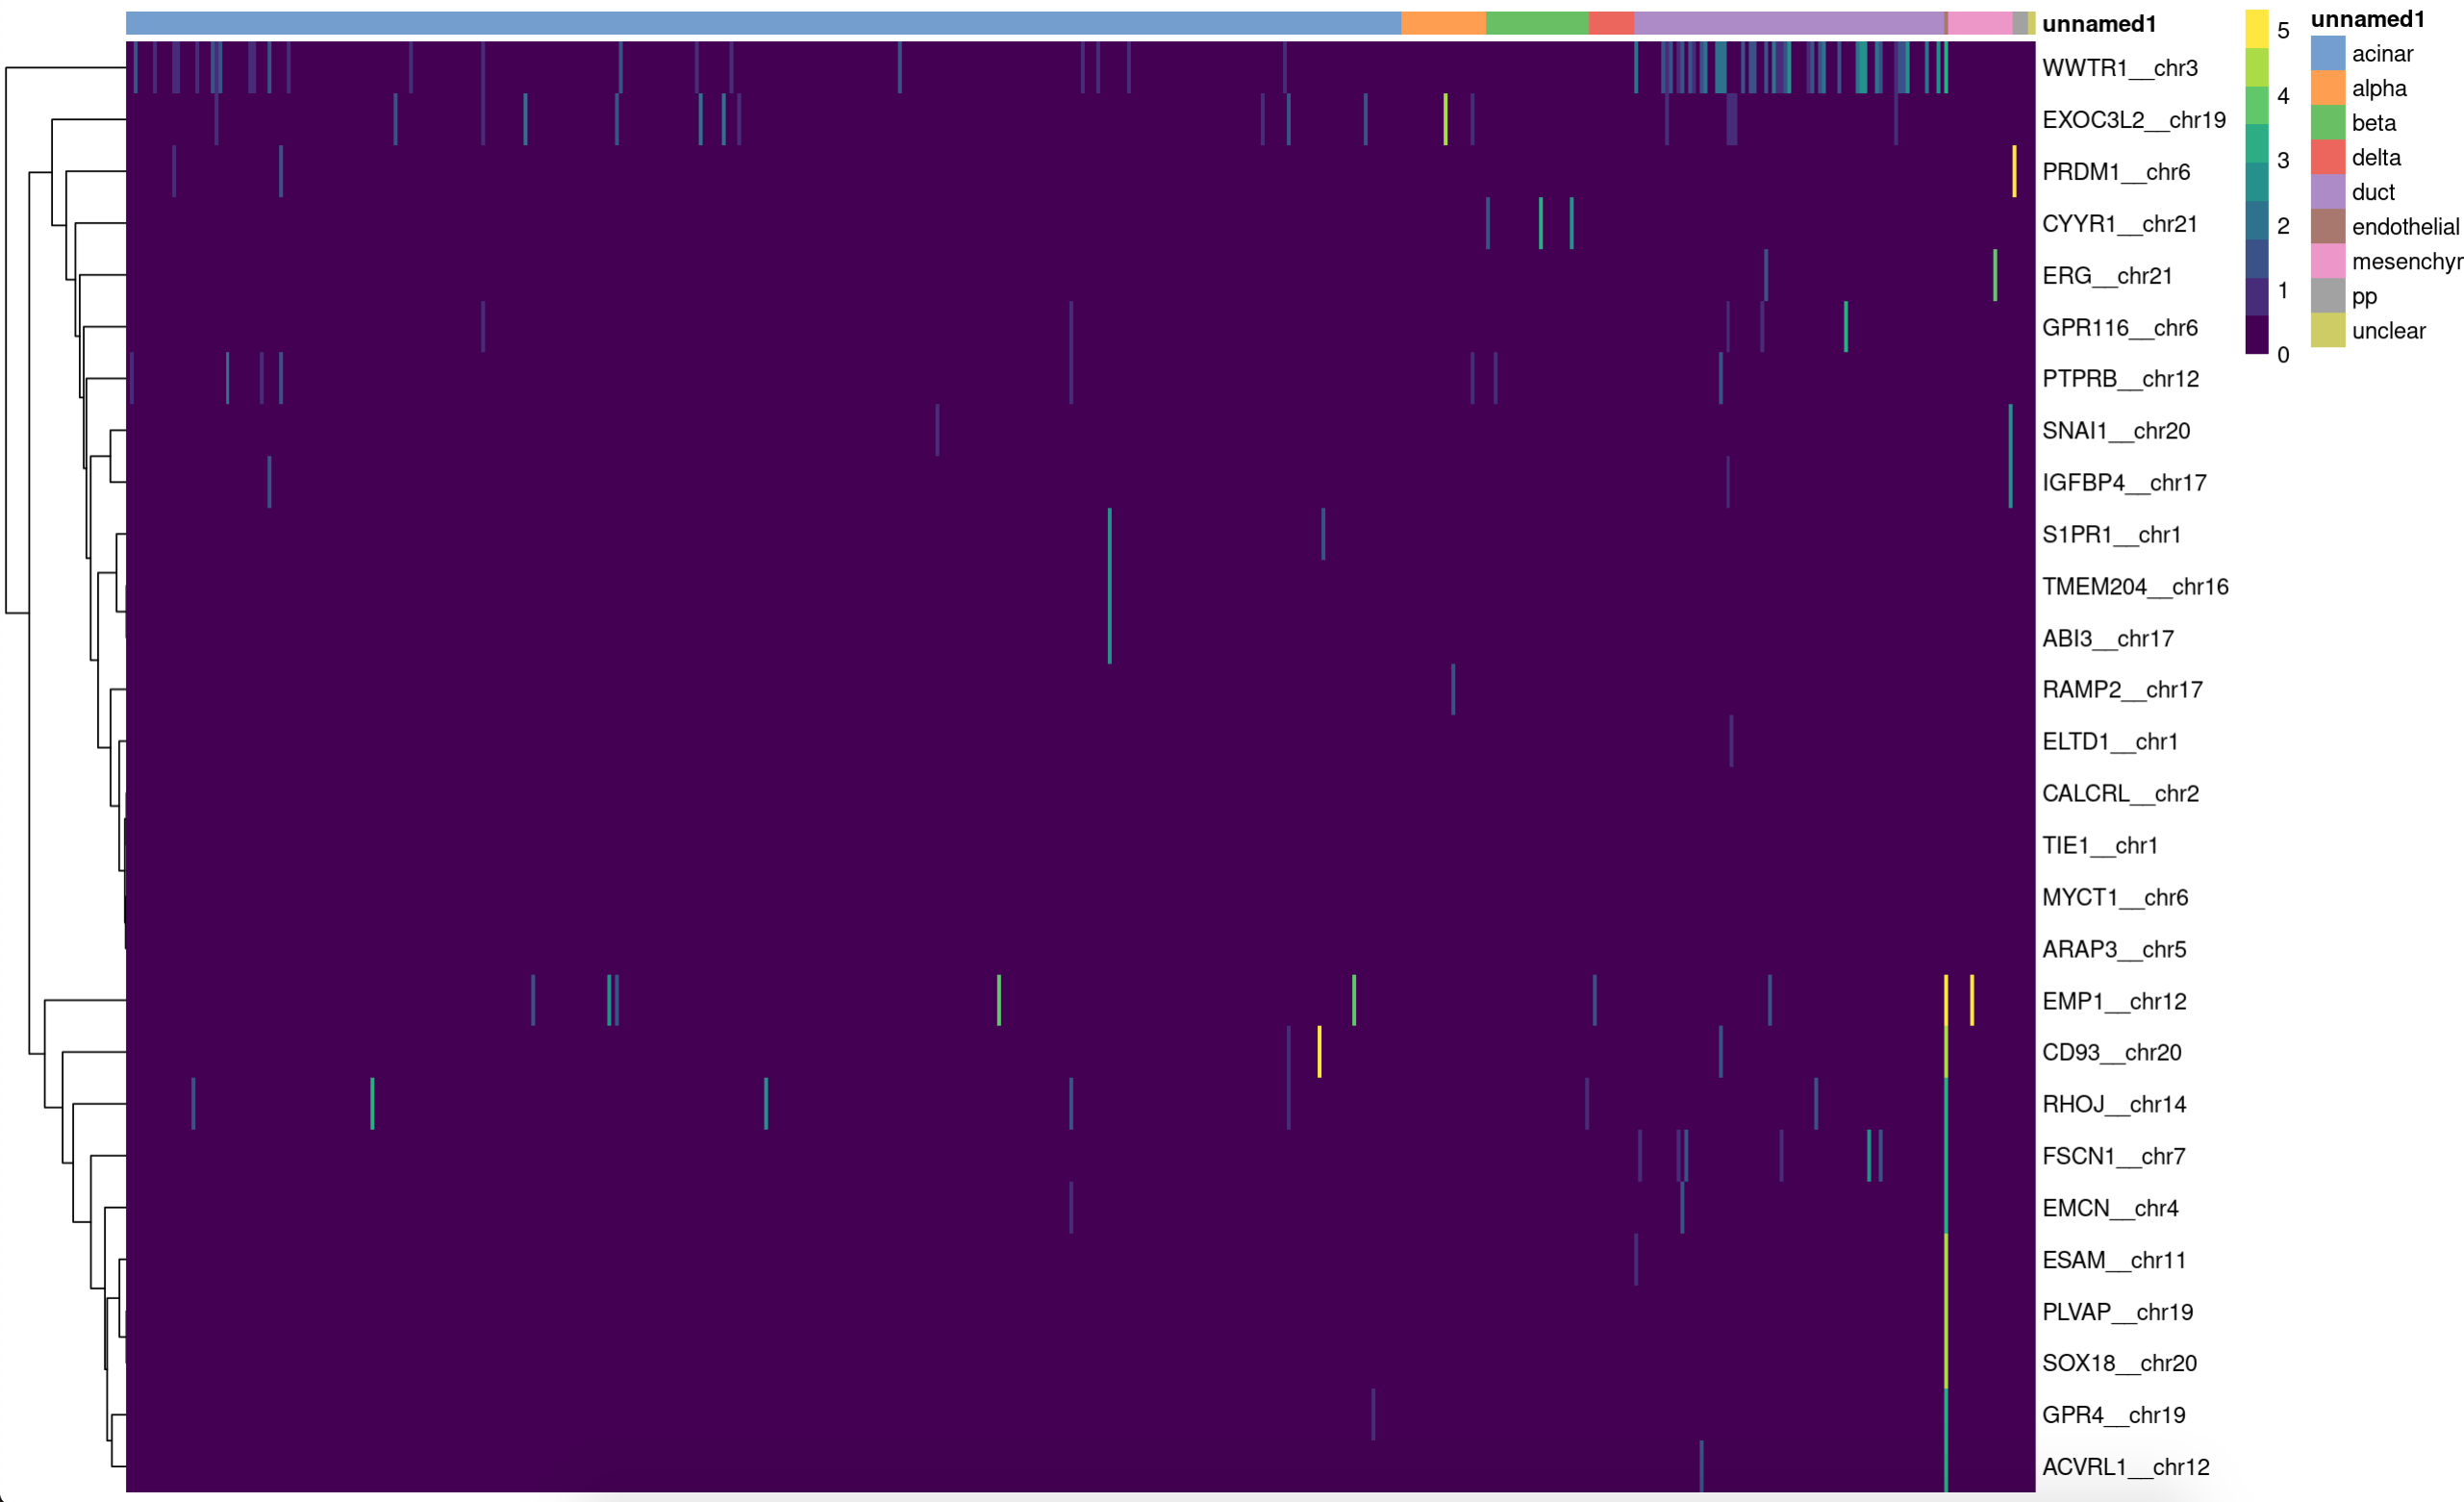 unnamed1
WWTR1__chr3
EXOC3L2__chr19
PRDM1__chr6
CYYR1__chr21
ERG__chr21
GPR116__chr6
PTPRB__chr12
SNAI1__chr20
IGFBP4__chr17
S1PR1__chr1
TMEM204__chr16
ABI3__chr17
RAMP2__chr17
ELTD1__chr1
CALCRL__chr2
TIE1__chr1
MYCT1__chr6
ARAP3__chr5
EMP1__chr12
CD93__chr20
RHOJ__chr14
FSCN1__chr7
EMCN__chr4
ESAM__chr11
PLVAP__chr19
SOX18__chr20
GPR4__chr19
ACVRL1__chr12
5
4
3
2
1
0
unnamed1
acinar
alpha
beta
delta
duct
endothelial
mesenchyr
pp
unclear